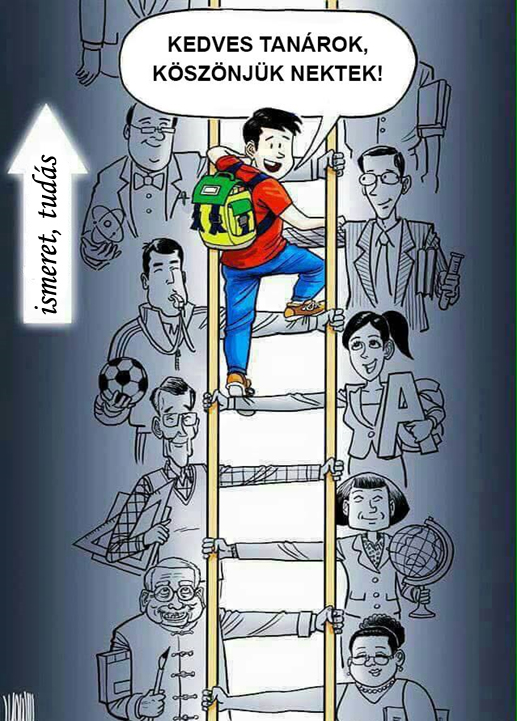 KEDVES TANÁROK,
KÖSZÖNJÜK NEKTEK!
ismeret, tudás
A